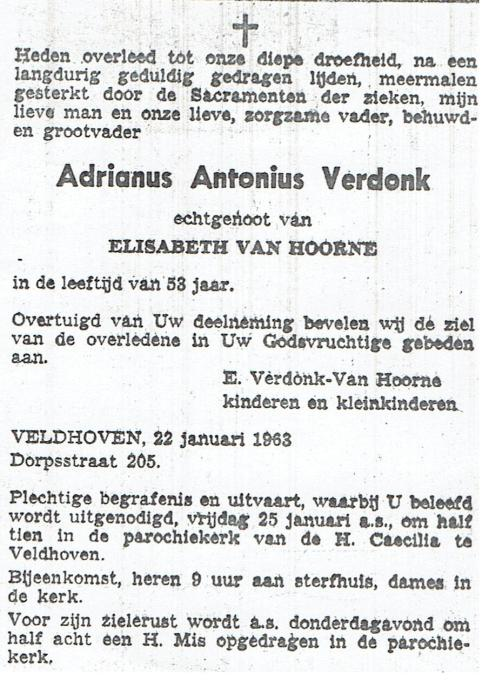 Heden overleed tot onze diepe droefheid, na een
langdurig geduldig gedragen lijden, meermalen
gesterkt door de Sacramenten der zieken, mijn
lieve man en onze lieve, zorgzame vader, behuwd-
en grootvader
Adrianus Antonius Verdonk
echtgenoot van
ELISABETH VAN HOORNE
in de leeftijd van 53 jaar.
Overtuigd van Uw deelneming bevelen wij de ziel
van de overledene in Uw Godsvruchtige gebeden
aan.
E. Verdonk-Van Hoorne
kinderen en kleinkinderen
VELDHOVEN, 22 januari 1963
Dorpsstraat 205.
Plechtige begrafenis en uitvaart, waarbij U beleefd
wordt uitgenodigd, vrijdag 25 januari a.s., om half
tien in de parochiekerk van de H. Caecilia te
Veldhoven.
Bijeenkomst, heren 9 uur aan sterfhuis, dames in
de kerk.
Voor zijn zielerust wordt a.s. donderdagavond om
half acht een H. Mis opgedragen in de parochie-
kerk.